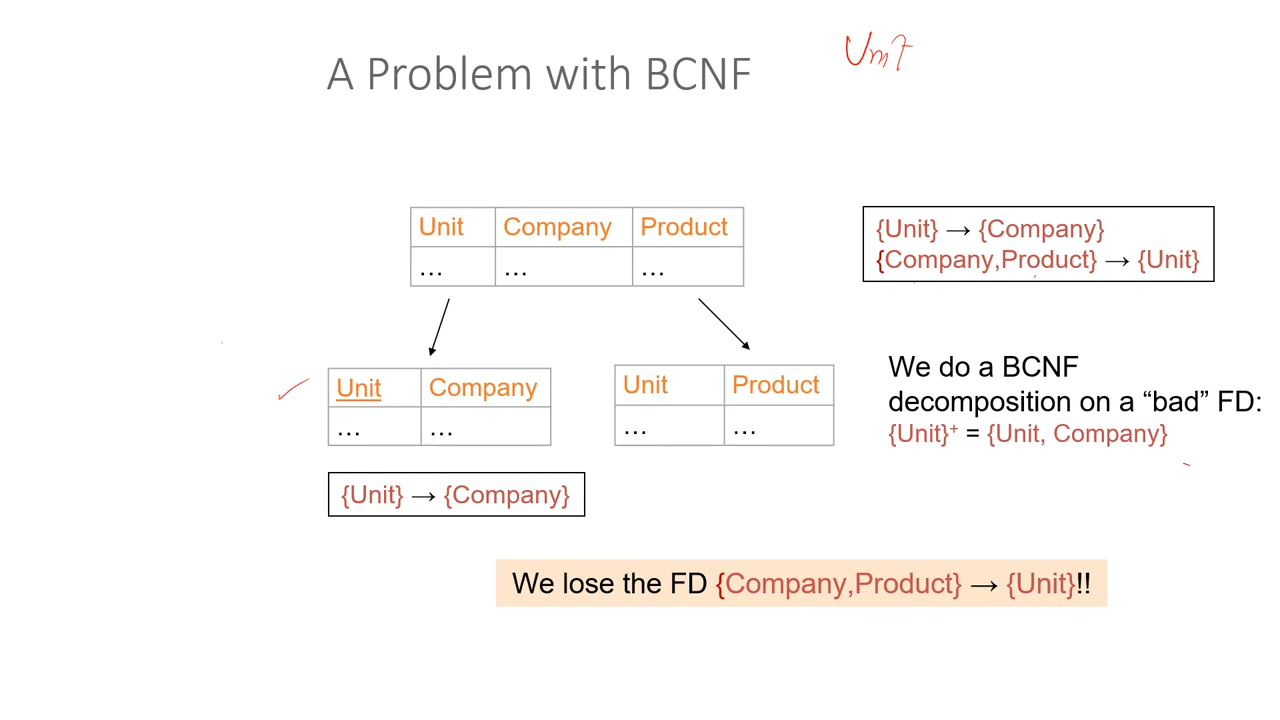 A Problem with BCNF
Unit Company Product
... ... ...
{Unit} → {Company}
{Company,Product} → {Unit}
Unit Company
... ...
Unit Product
... ...
We do a BCNF
decomposition on a “bad” FD:
{Unit}+ = {Unit, Company}
{Unit} → {Company}
We lose the FD {Company,Product} → {Unit}!!